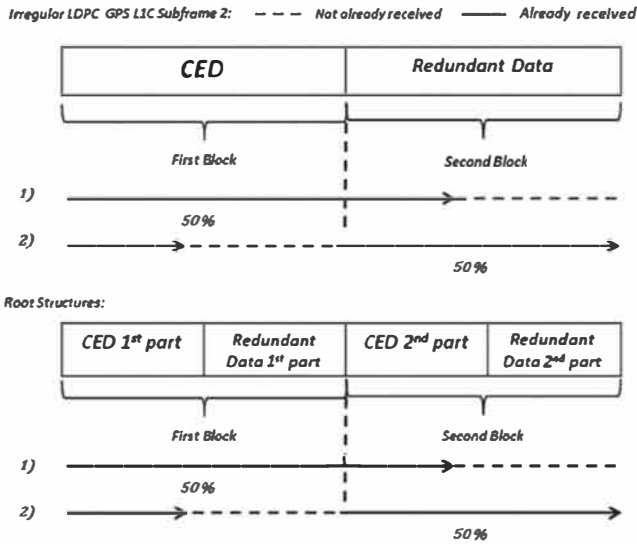 Irregular LDPC GPS L1C Subframe 2: Not already received Already received
CED Redundant Data
First Block Second Block
1)
50%
2)
50%
Root Structures:
CED 1st part Redundant Data 1st part CED 2nd part Redundant Data 2nd part
First Block Second Block
1)
50%
2)
50%